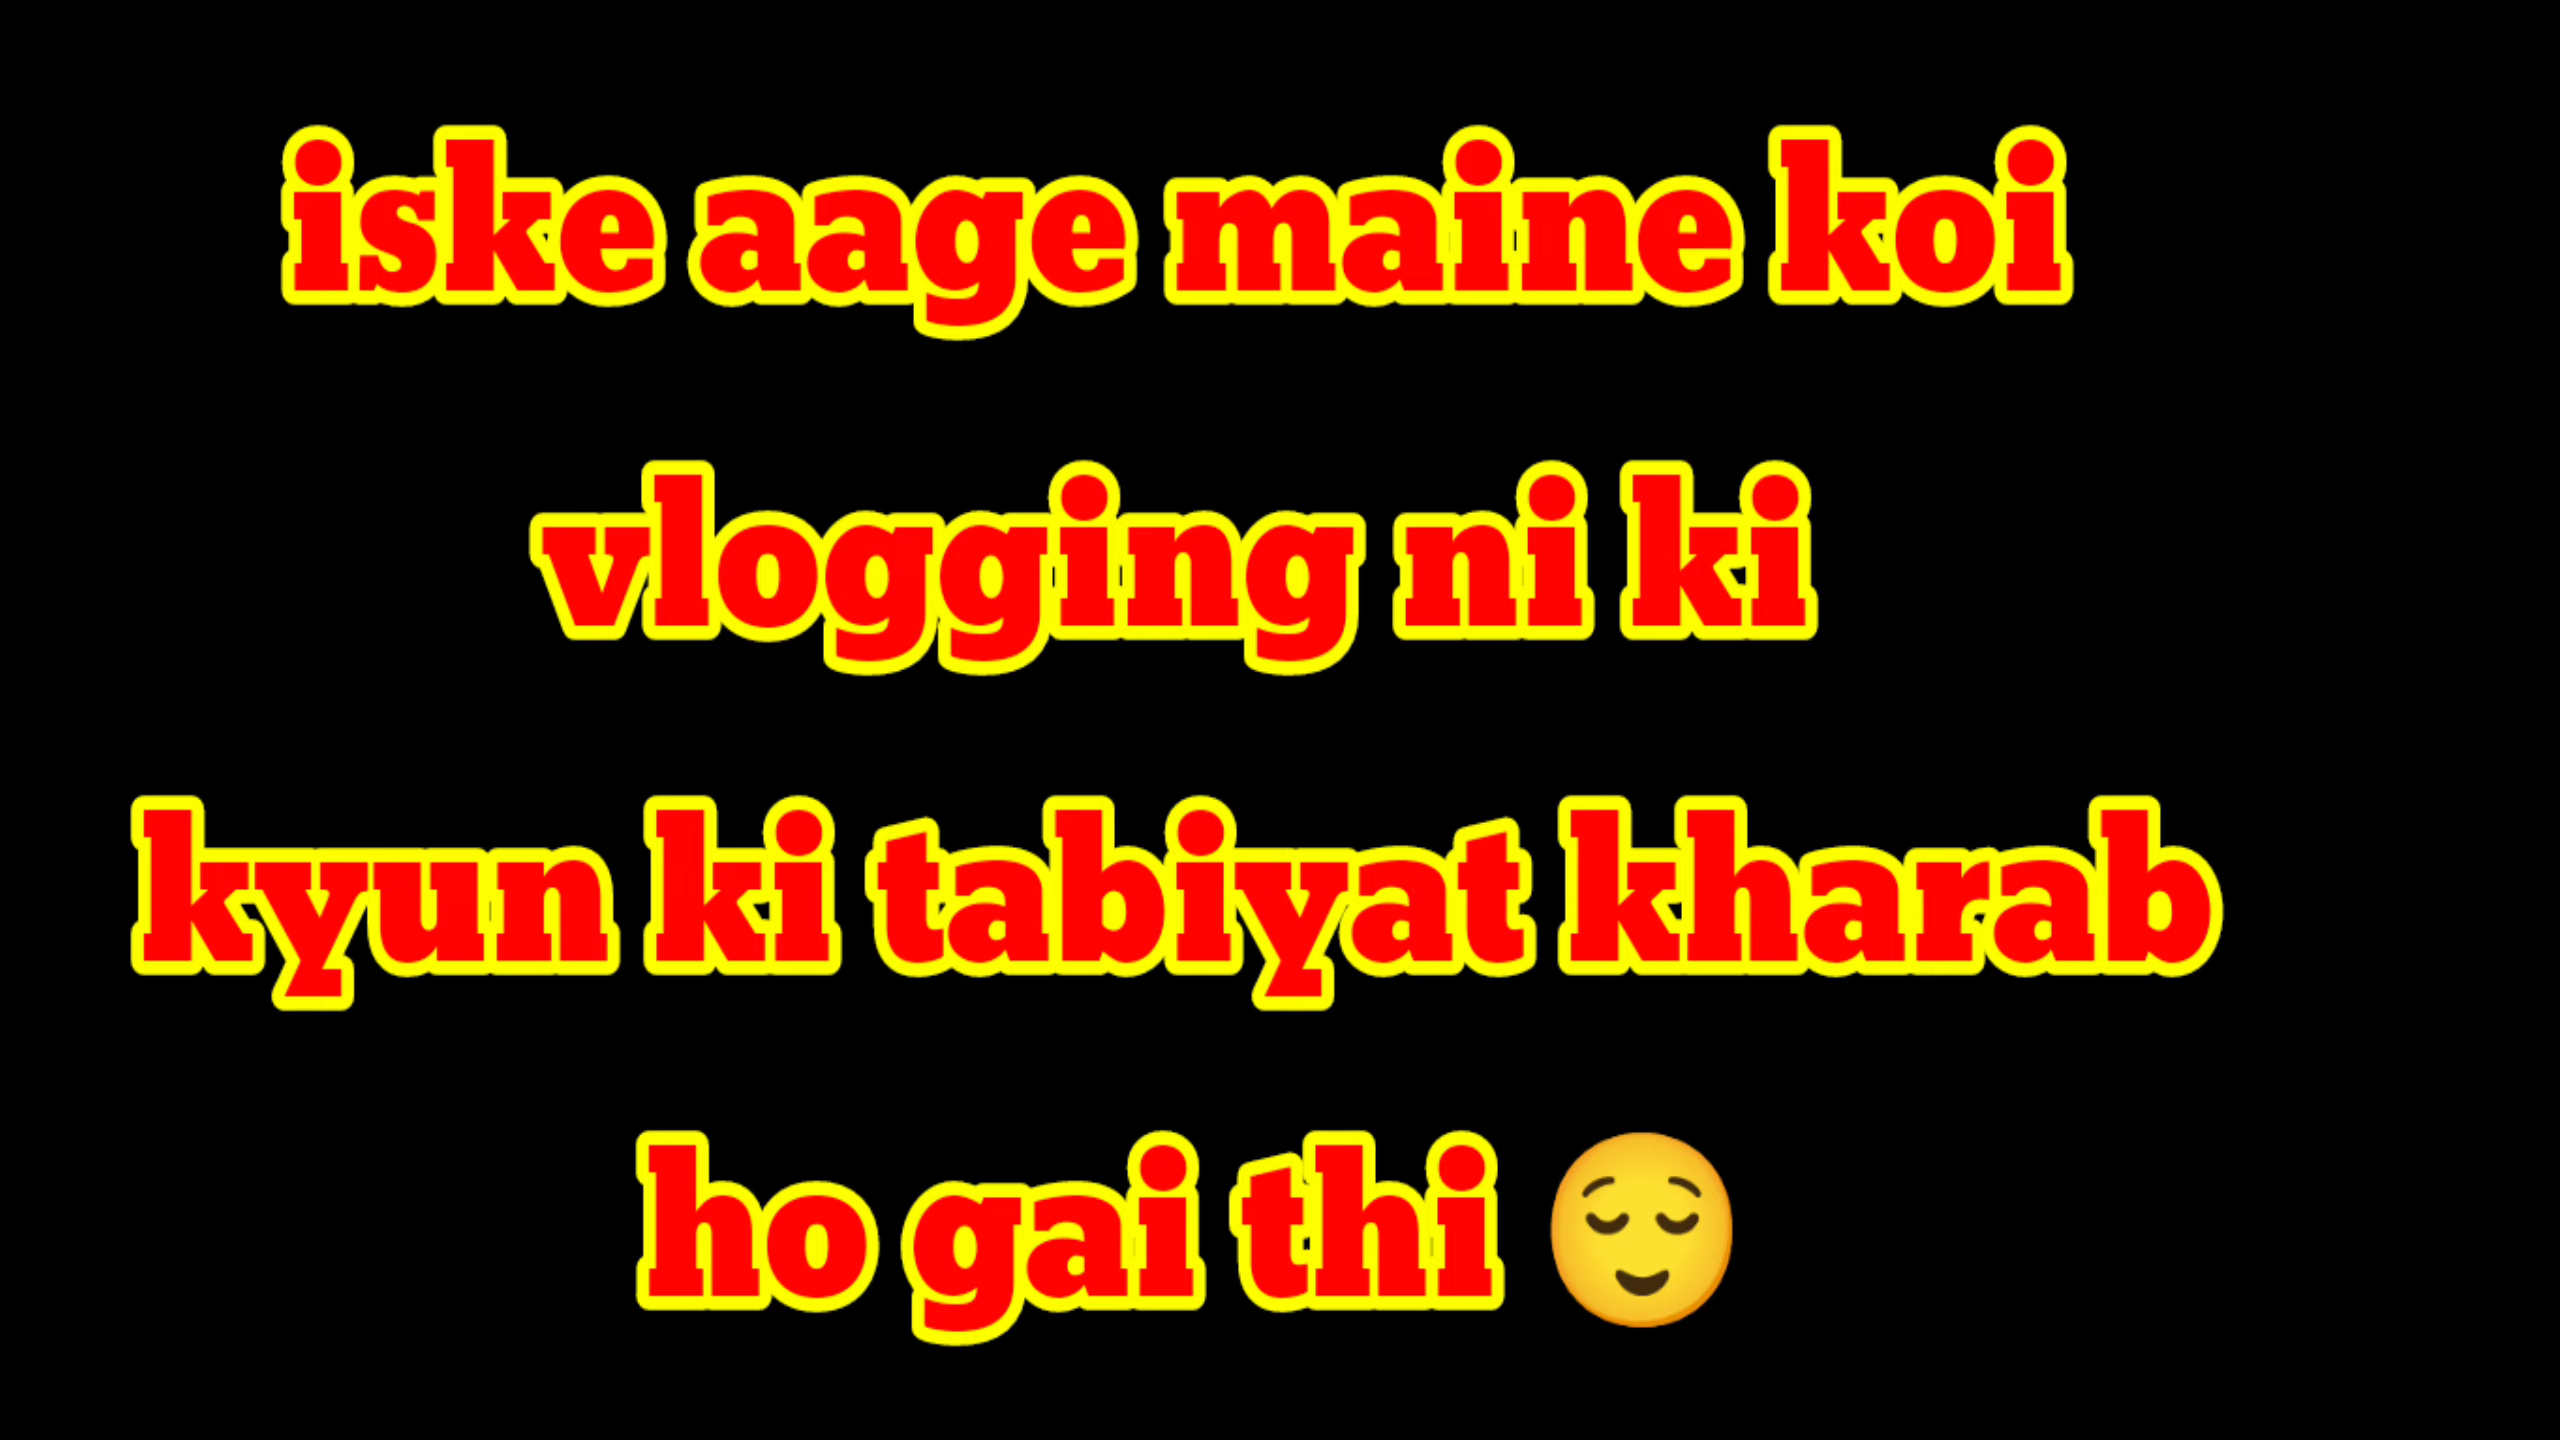 iske aage maine koi
vlogging ni ki
kyun ki tabiyat kharab
ho gai thi 😌